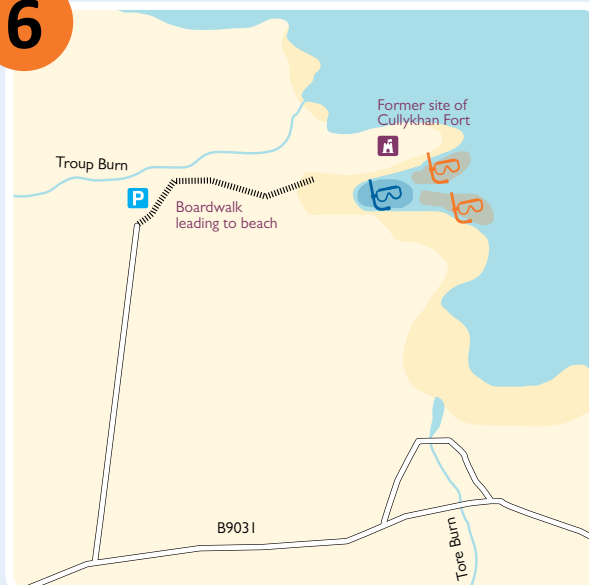 6
Former site of
Cullykhan Fort
Troup Burn
P
Boardwalk
leading to beach
B9031
Tore Burn